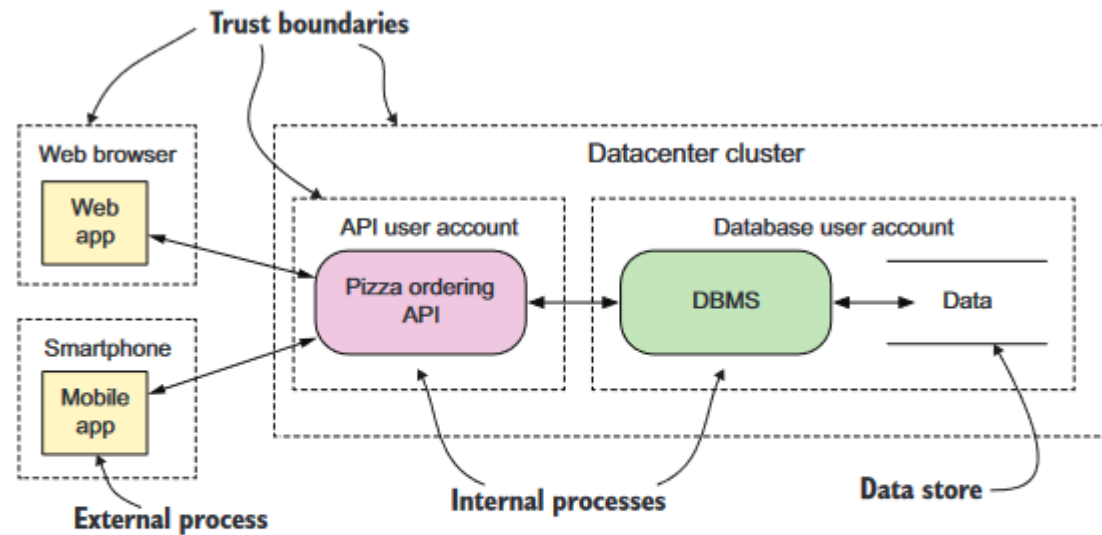 Trust boundaries
Web browser
Web
app
Datacenter cluster
API user account
Pizza ordering
API
Database user account
DBMS
Data
Smartphone
Mobile
app
External process
Internal processes
Data store